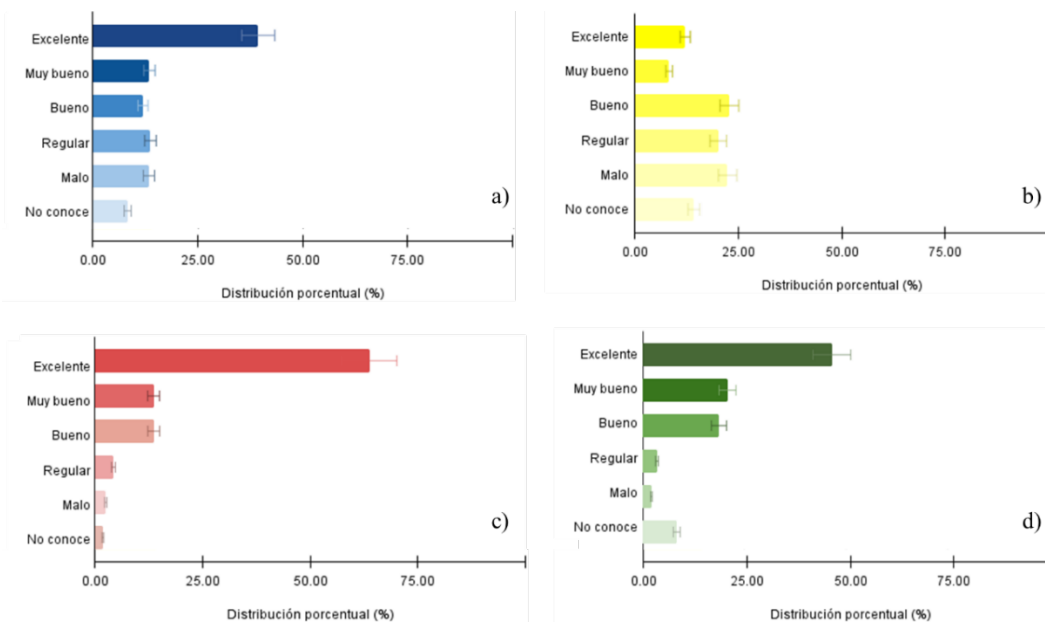 Excelente
Muy bueno
Bueno
Regular
Malo
No conoce
a)
0.00 25.00 50.00 75.00
Distribución porcentual (%)
Excelente
Muy bueno
Bueno
Regular
Malo
No conoce
b)
0.00 25.00 50.00 75.00
Distribución porcentual (%)
Excelente
Muy bueno
Bueno
Regular
Malo
No conoce
c)
0.00 25.00 50.00 75.00
Distribución porcentual (%)
Excelente
Muy bueno
Bueno
Regular
Malo
No conoce
d)
0.00 25.00 50.00 75.00
Distribución porcentual (%)